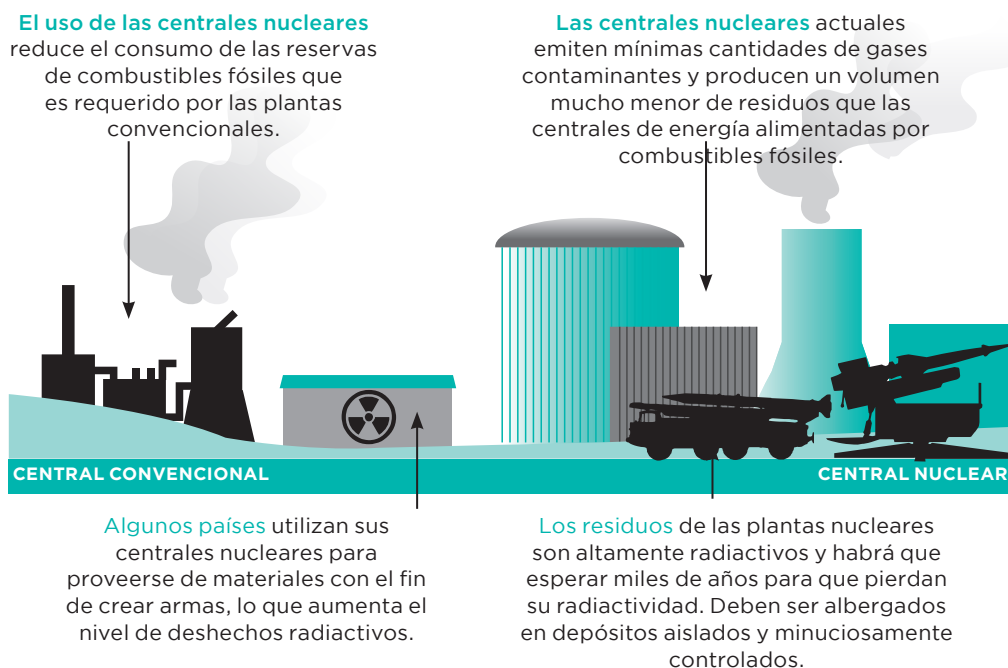 El uso de las centrales nucleares
reduce el consumo de las reservas
de combustibles fósiles que
es requerido por las plantas
convencionales.
Las centrales nucleares actuales
emiten mínimas cantidades de gases
contaminantes y producen un volumen
mucho menor de residuos que las
centrales de energía alimentadas por
combustibles fósiles.
CENTRAL CONVENCIONAL
CENTRAL NUCLEAR
Algunos países utilizan sus
centrales nucleares para
proveerse de materiales con el fin
de crear armas, lo que aumenta el
nivel de deshechos radiactivos.
Los residuos de las plantas nucleares
son altamente radiactivos y habrá que
esperar miles de años para que pierdan
su radiactividad. Deben ser albergados
en depósitos aislados y minuciosamente
controlados.